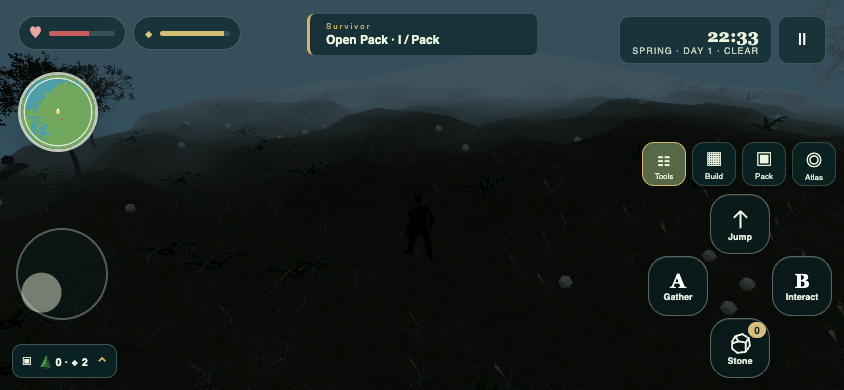 Survivor
Open Pack · I / Pack
22:33
SPRING · DAY 1 · CLEAR
Tools
Build
Pack
Atlas
Jump
A
Gather
B
Interact
0
Stone
0 · ◆ 2